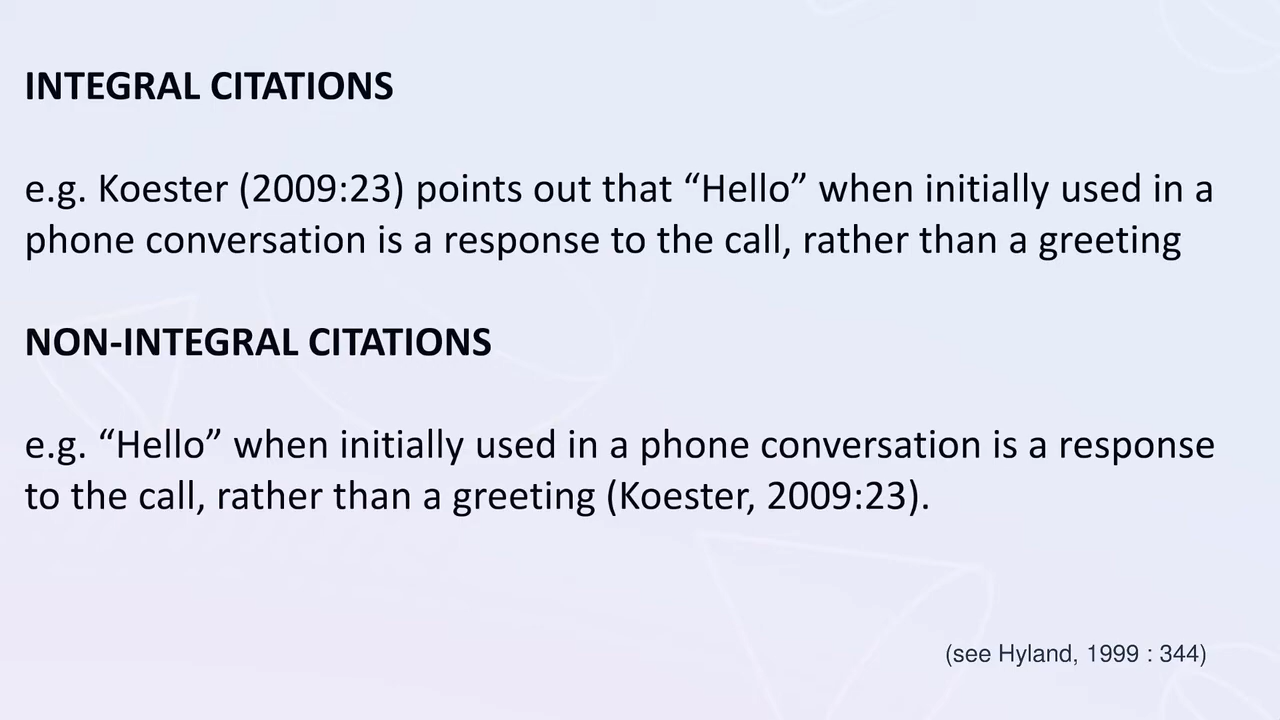 INTEGRAL CITATIONS
e.g. Koester (2009:23) points out that “Hello” when initially used in a
phone conversation is a response to the call, rather than a greeting
NON-INTEGRAL CITATIONS
e.g. “Hello” when initially used in a phone conversation is a response
to the call, rather than a greeting (Koester, 2009:23).
(see Hyland, 1999 : 344)